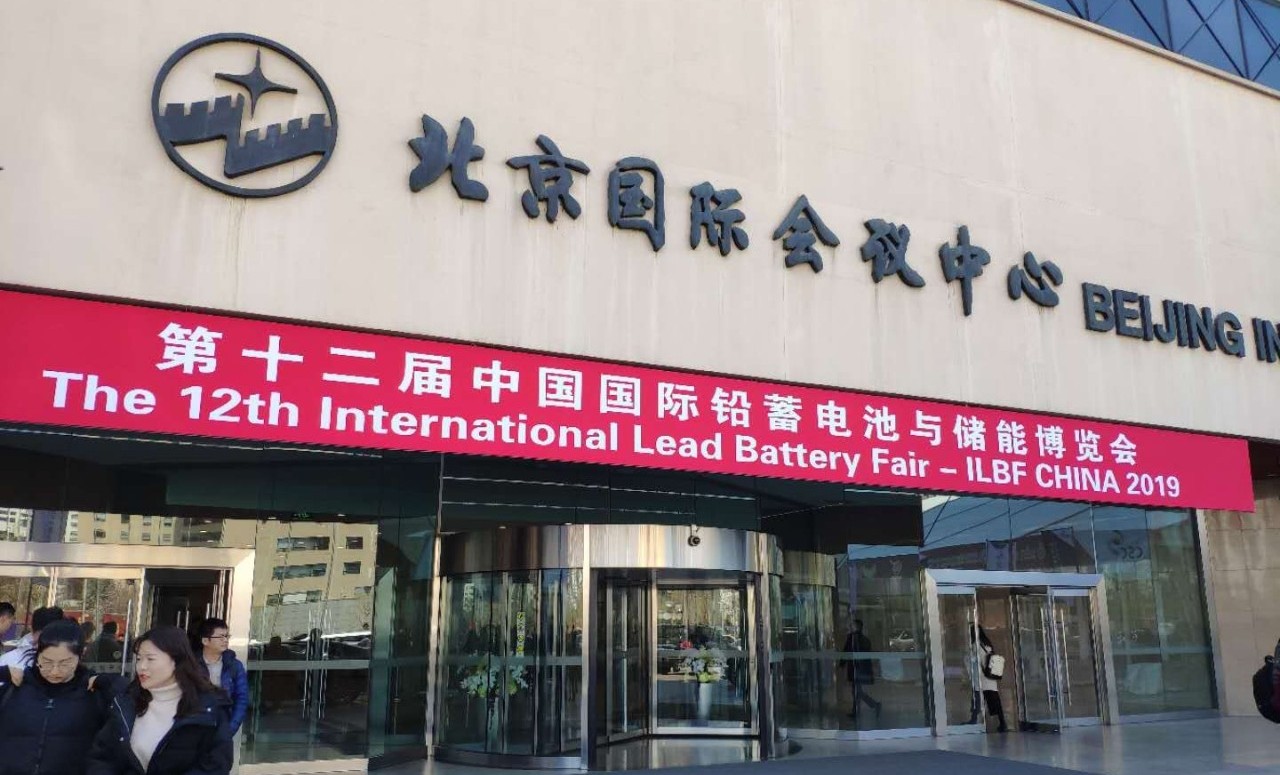 北京国际会议中心 BEIJING IN
第十二届中国国际铅蓄电池与储能博览会
The 12th International Lead Battery Fair – ILBF CHINA 2019